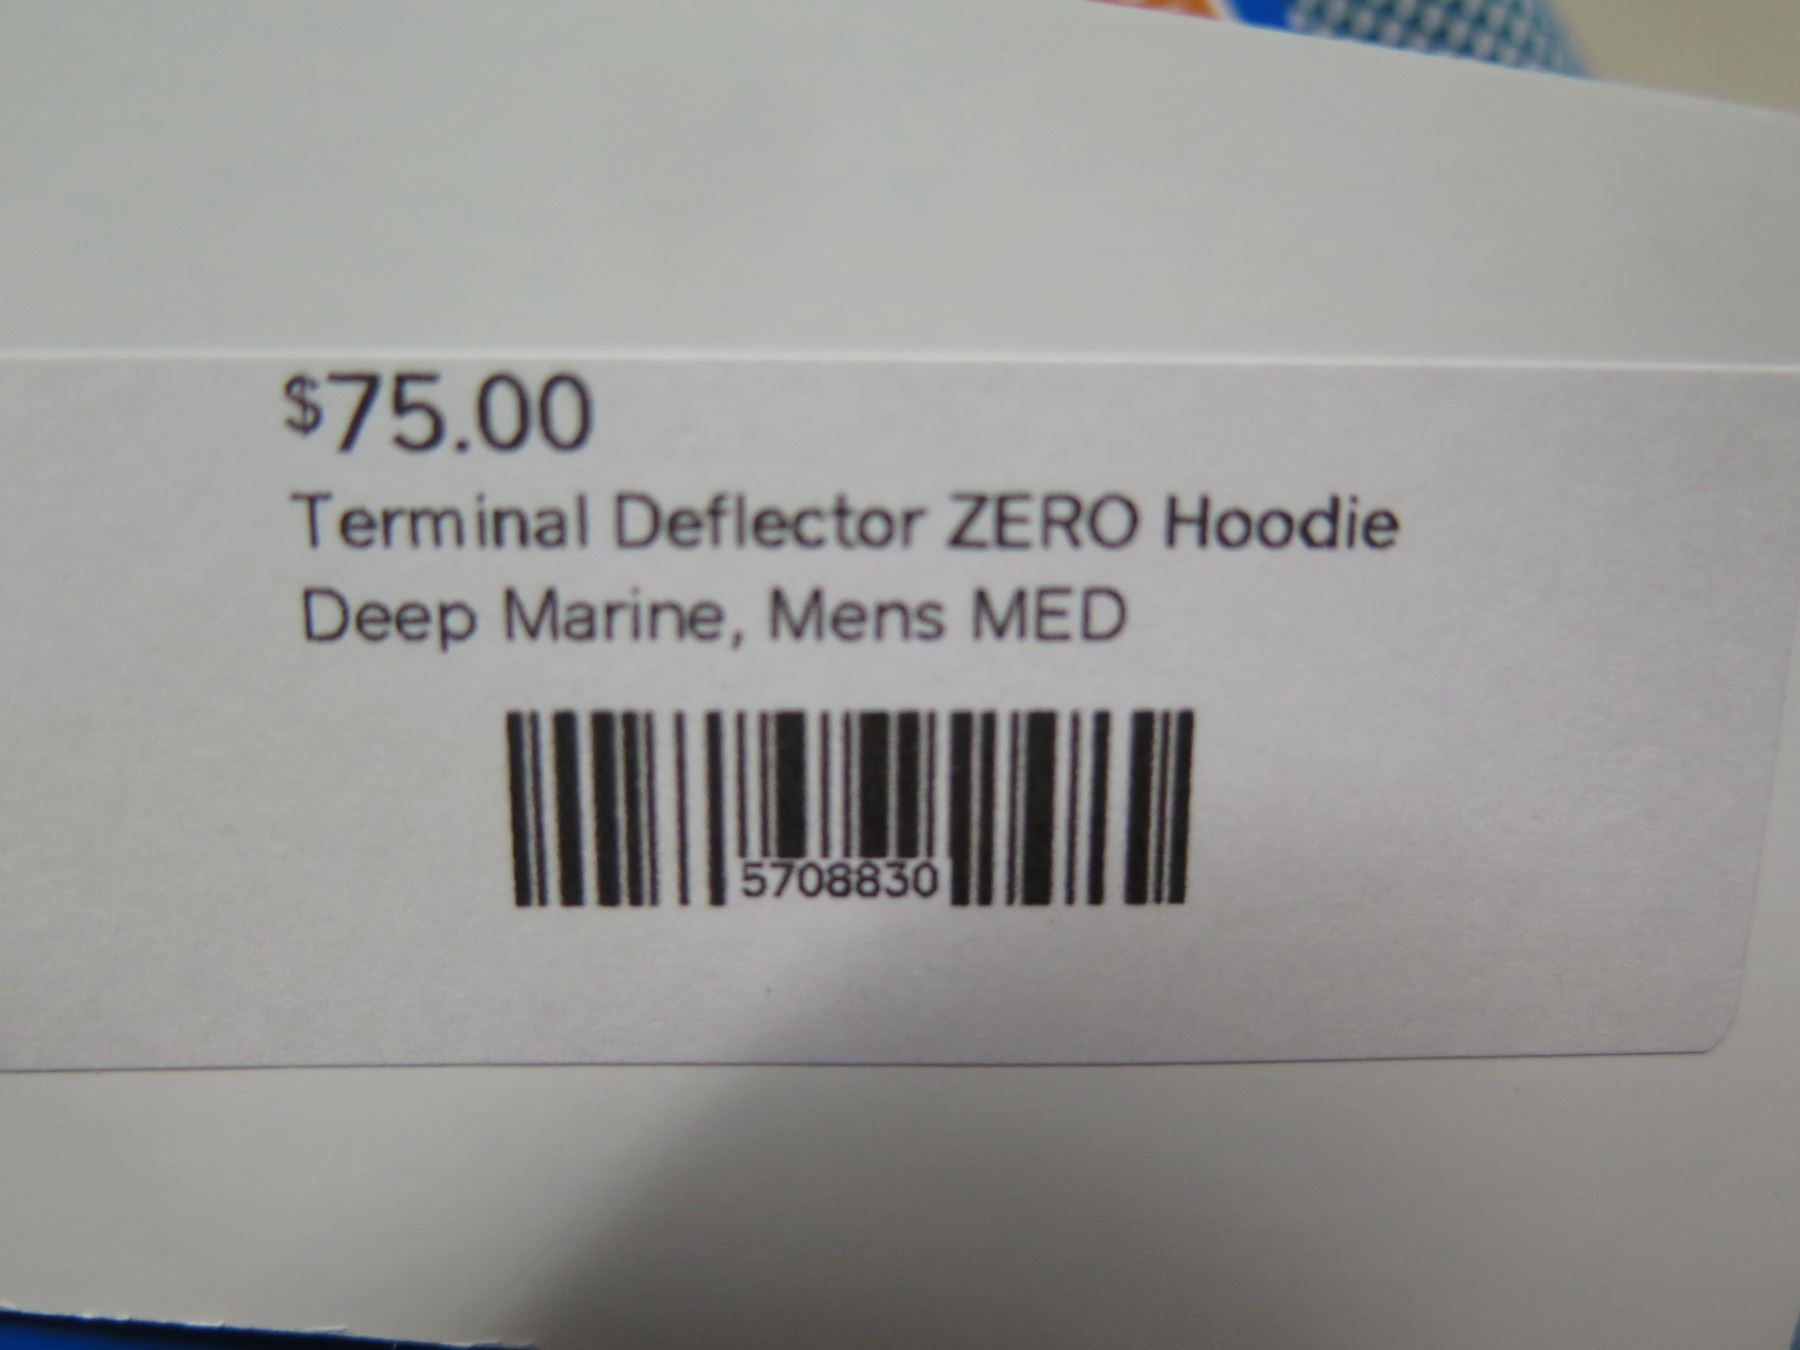 $75.00
Terminal Deflector ZERO Hoodie
Deep Marine, Mens MED
5708830